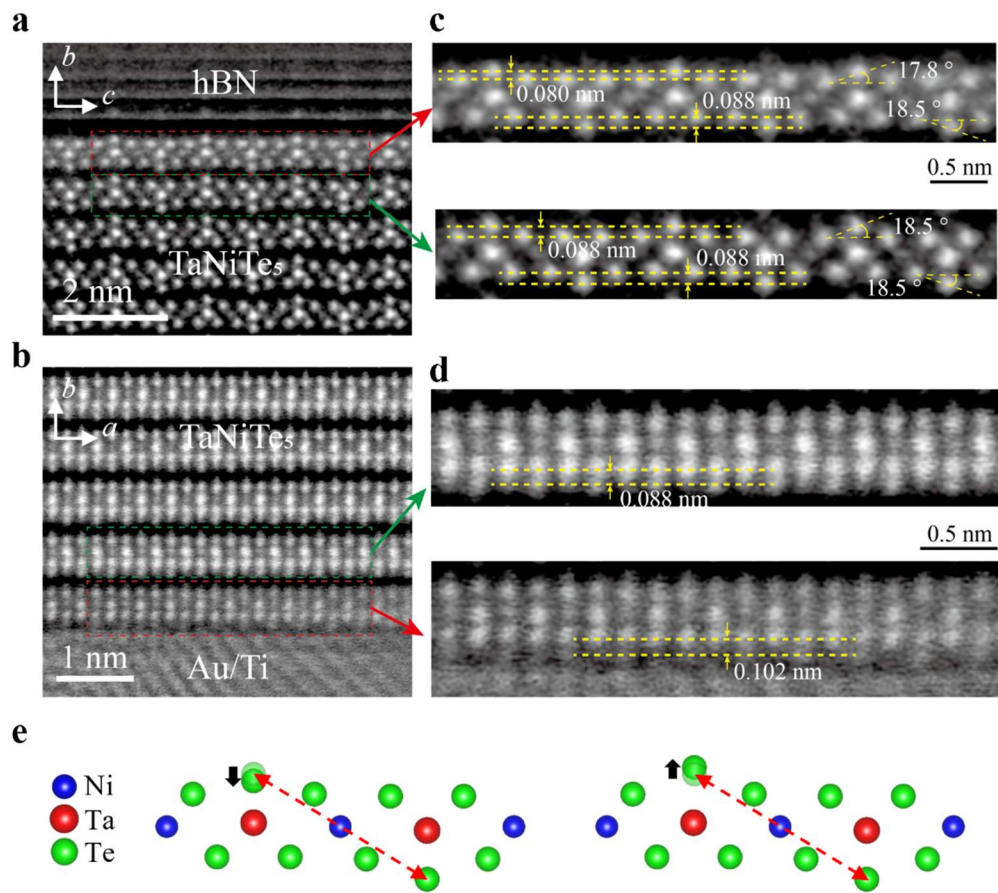 a
b
hBN
c
TaNiTe₅
2 nm
c
0.080 nm
0.088 nm
17.8 °
18.5 °
0.5 nm
0.088 nm
0.088 nm
18.5 °
18.5 °
b
b
TaNiTe₅
a
Au/Ti
1 nm
d
0.088 nm
0.5 nm
0.102 nm
e
Ni
Ta
Te